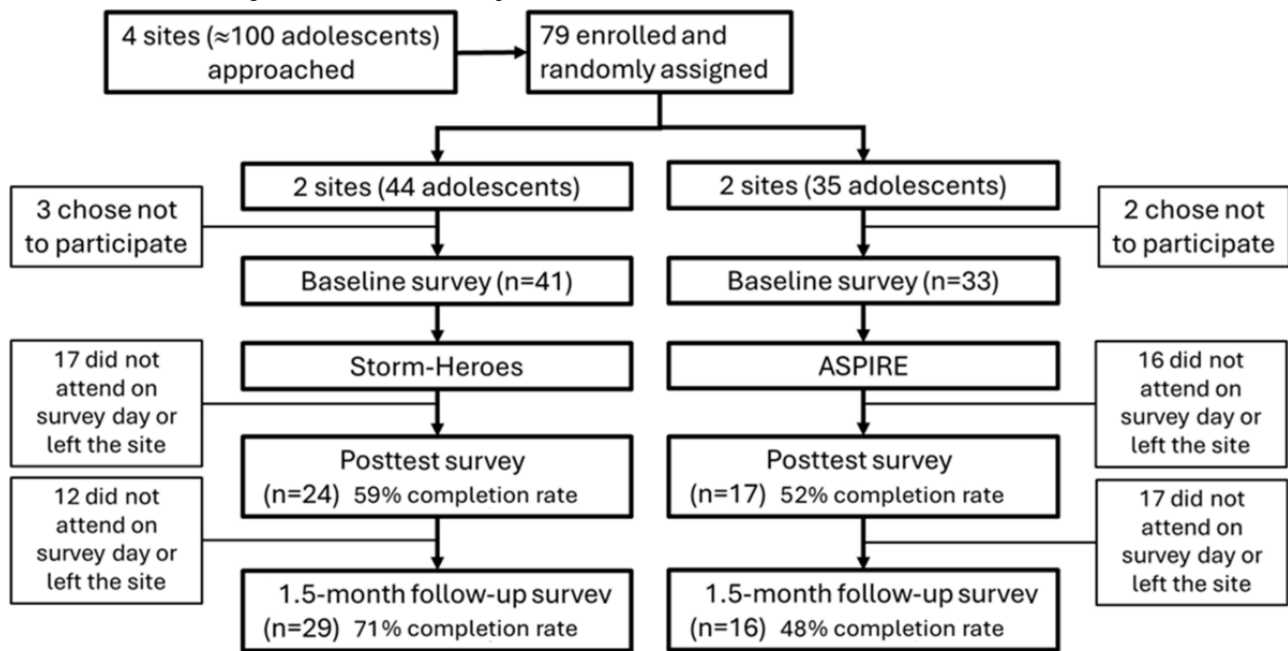 4 sites (≈100 adolescents)
approached
79 enrolled and
randomly assigned
2 sites (44 adolescents)
2 sites (35 adolescents)
3 chose not
to participate
2 chose not
to participate
Baseline survey (n=41)
Baseline survey (n=33)
17 did not
attend on
survey day or
left the site
Storm-Heroes
ASPIRE
16 did not
attend on
survey day or
left the site
Posttest survey
(n=24) 59% completion rate
Posttest survey
(n=17) 52% completion rate
12 did not
attend on
survey day or
left the site
17 did not
attend on
survey day or
left the site
1.5-month follow-up survey
(n=29) 71% completion rate
1.5-month follow-up survey
(n=16) 48% completion rate